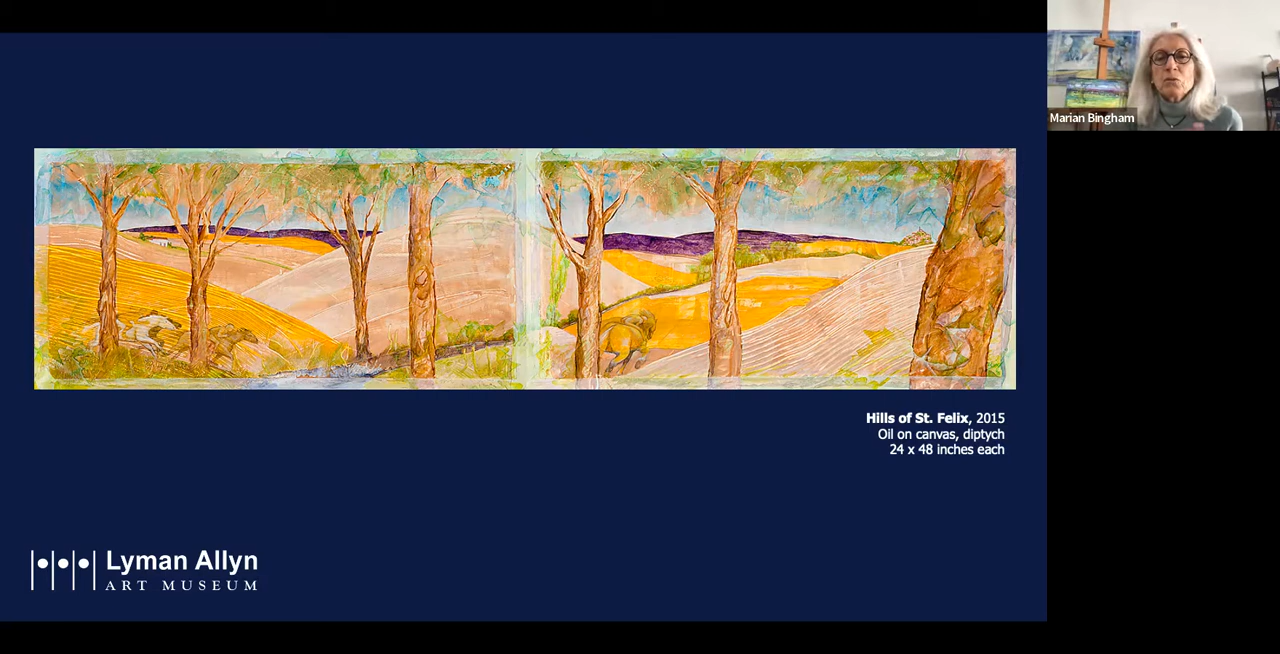 Marian Bingham
Hills of St. Felix, 2015
Oil on canvas, diptych
24 x 48 inches each
Lyman Allyn
ART MUSEUM